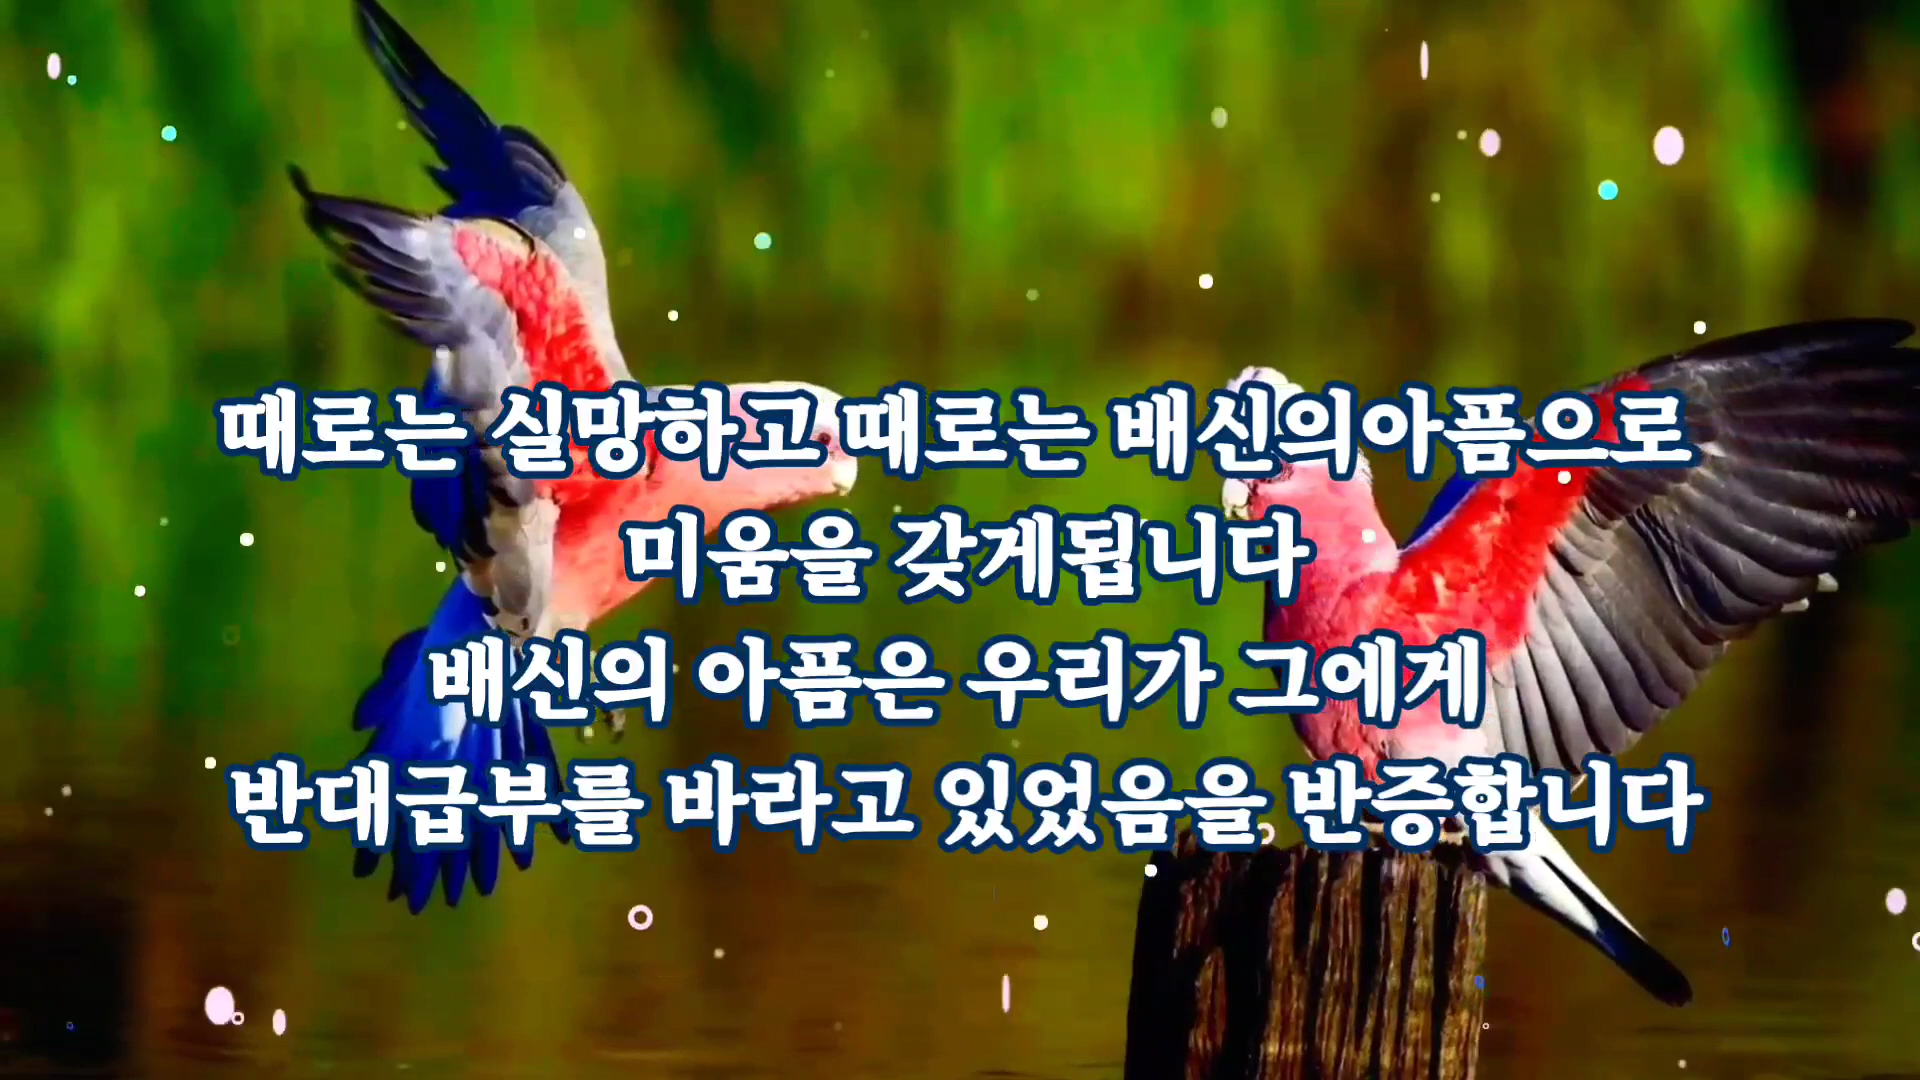 때로는 실망하고 때로는 배신의아픔으로
미움을 갖게됩니다
배신의 아픔은 우리가 그에게
반대급부를 바라고 있었음을 반증합니다